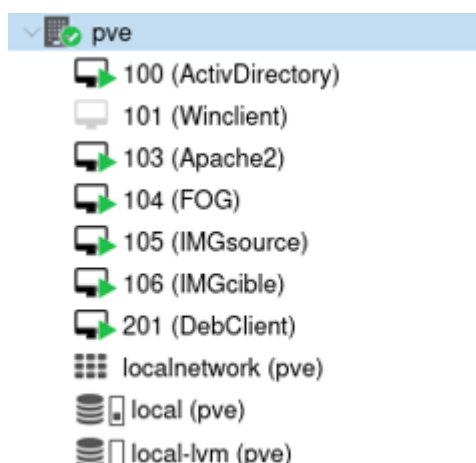 pve
100 (ActivDirectory)
101 (Winclient)
103 (Apache2)
104 (FOG)
105 (IMGsource)
106 (IMGcible)
201 (DebClient)
localnetwork (pve)
local (pve)
local-lvm (pve)